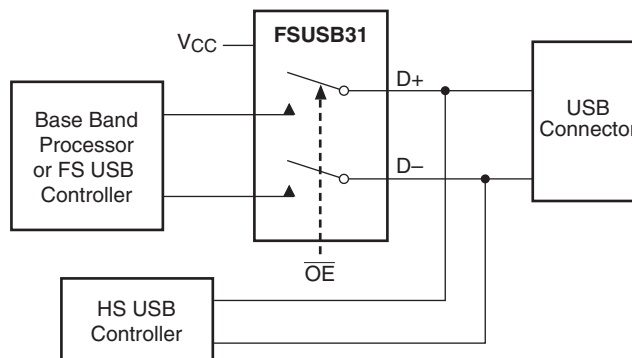 FSUSB31
VCC
D+
Base Band
Processor
or FS USB
Controller
USB
Connector
D–
OE
HS USB
Controller